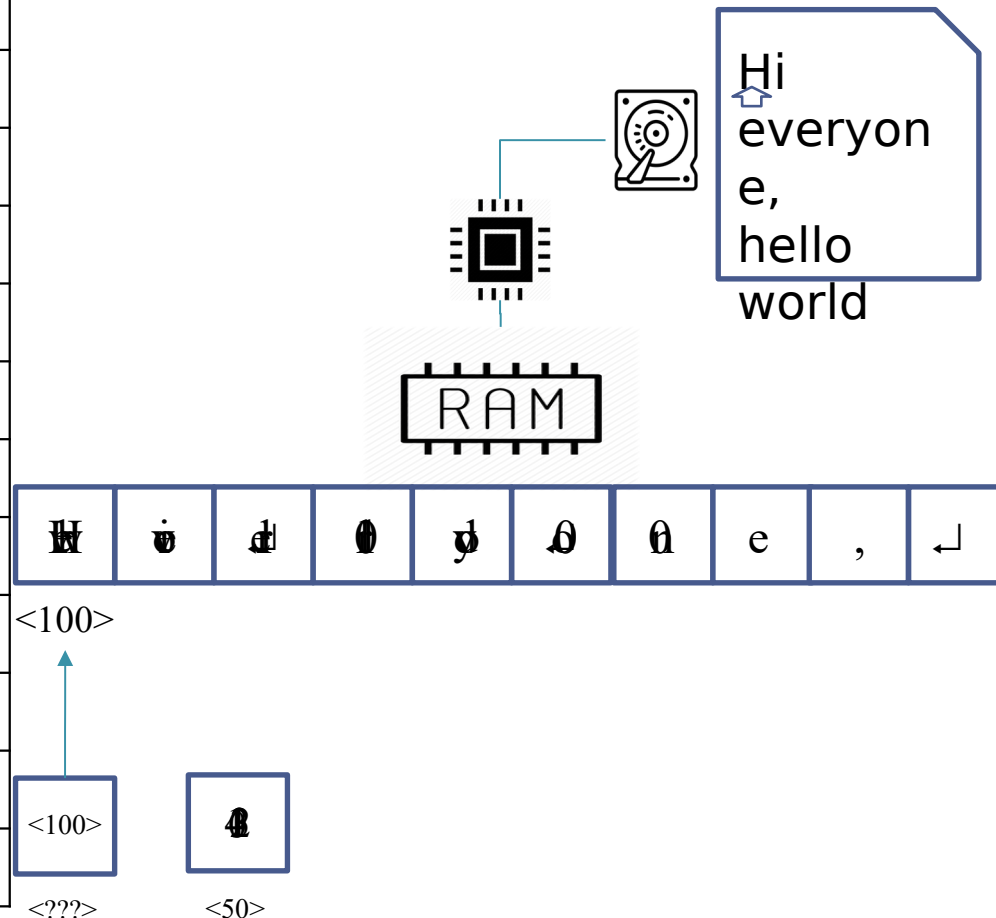 Hi
everyon
e,
hello
world
RAM
e , ↵
<100>
<100>
<???> <50>